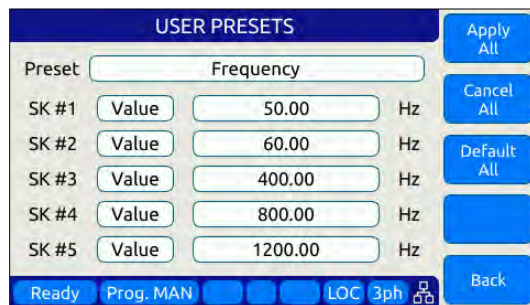 USER PRESETS
Preset Frequency
SK #1 Value 50.00 Hz
SK #2 Value 60.00 Hz
SK #3 Value 400.00 Hz
SK #4 Value 800.00 Hz
SK #5 Value 1200.00 Hz
Ready Prog. MAN LOC 3ph
Apply
All
Cancel
All
Default
All
Back